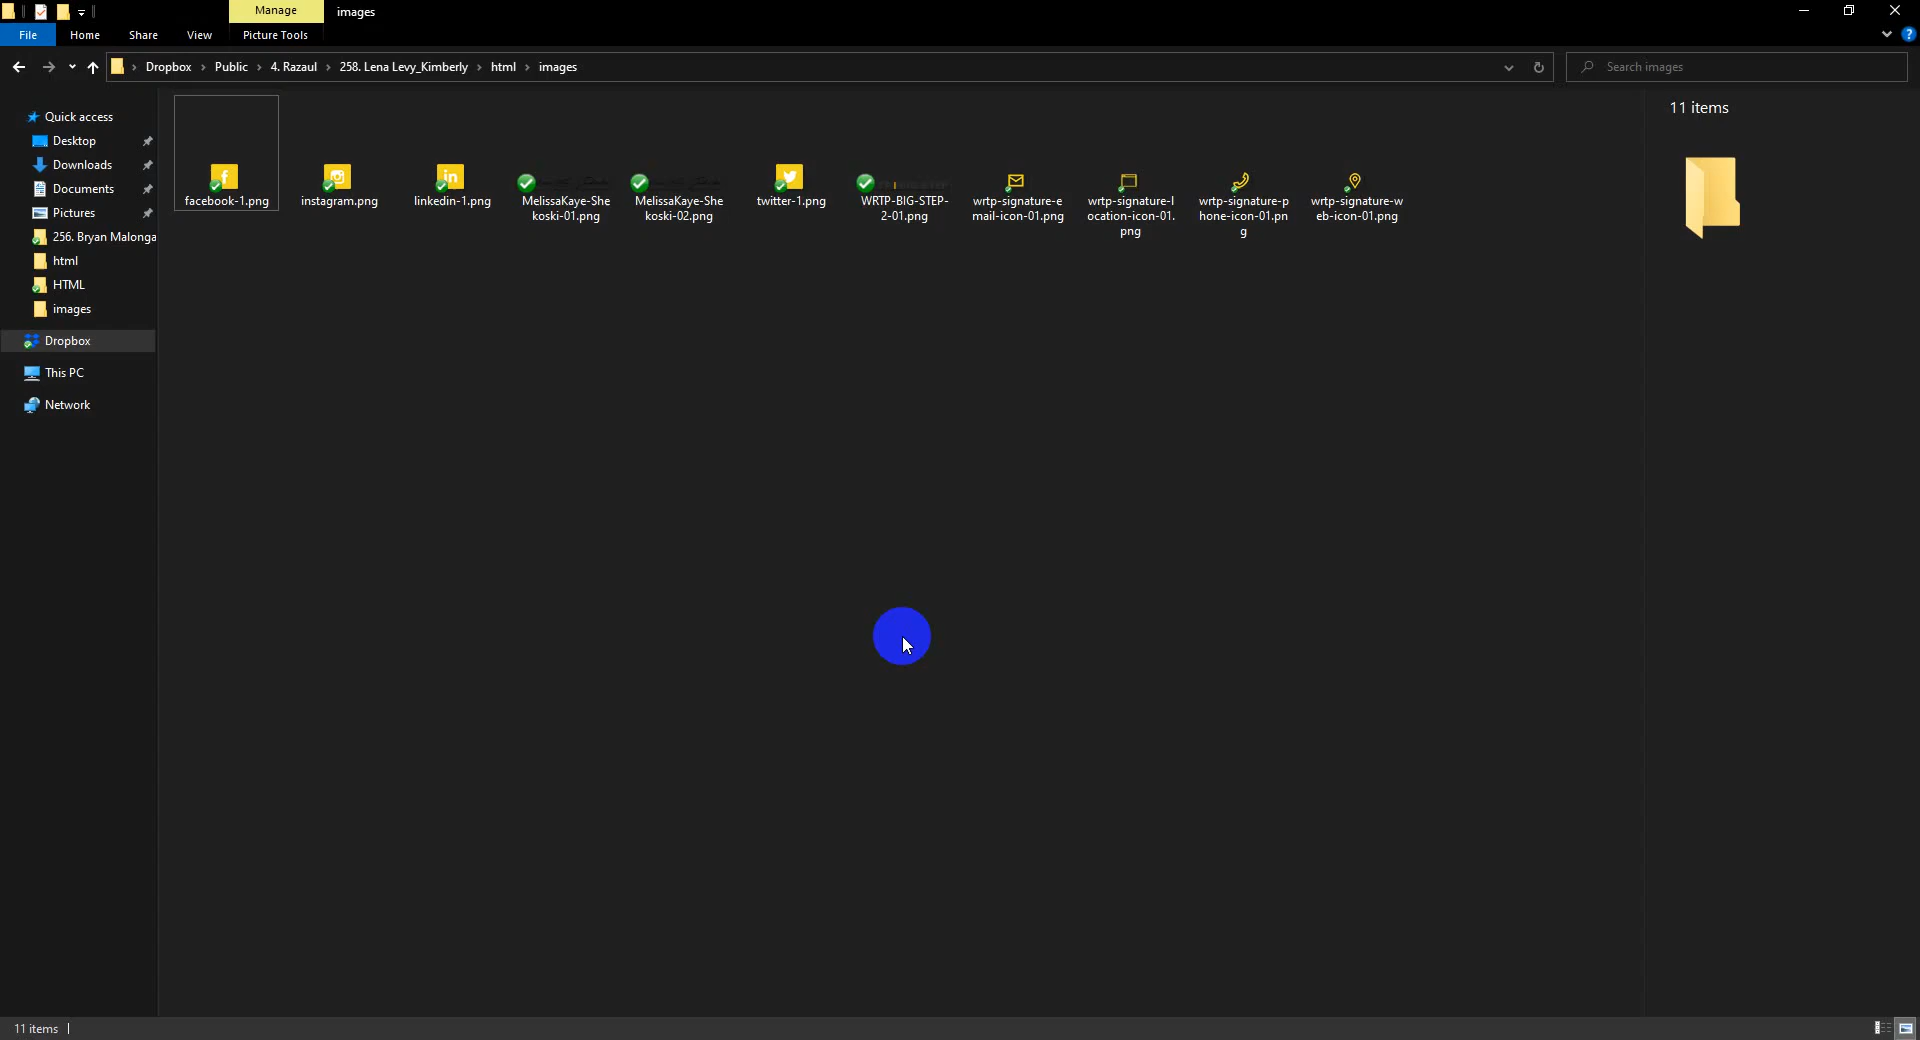 Manage
images
File
Home
Share
View
Picture Tools
Dropbox
Public
4. Razaul
258. Lena Levy_Kimberly
html
images
Search images
Quick access
Desktop
Downloads
Documents
Pictures
256. Bryan Malonga
html
HTML
images
Dropbox
This PC
Network
facebook-1.png
instagram.png
linkedin-1.png
MelissaKaye-She
koski-01.png
MelissaKaye-She
koski-02.png
twitter-1.png
WRTP-BIG-STEP-
2-01.png
wrtp-signature-e
mail-icon-01.png
wrtp-signature-l
ocation-icon-01.
png
wrtp-signature-p
hone-icon-01.pn
g
wrtp-signature-w
eb-icon-01.png
11 items
11 items